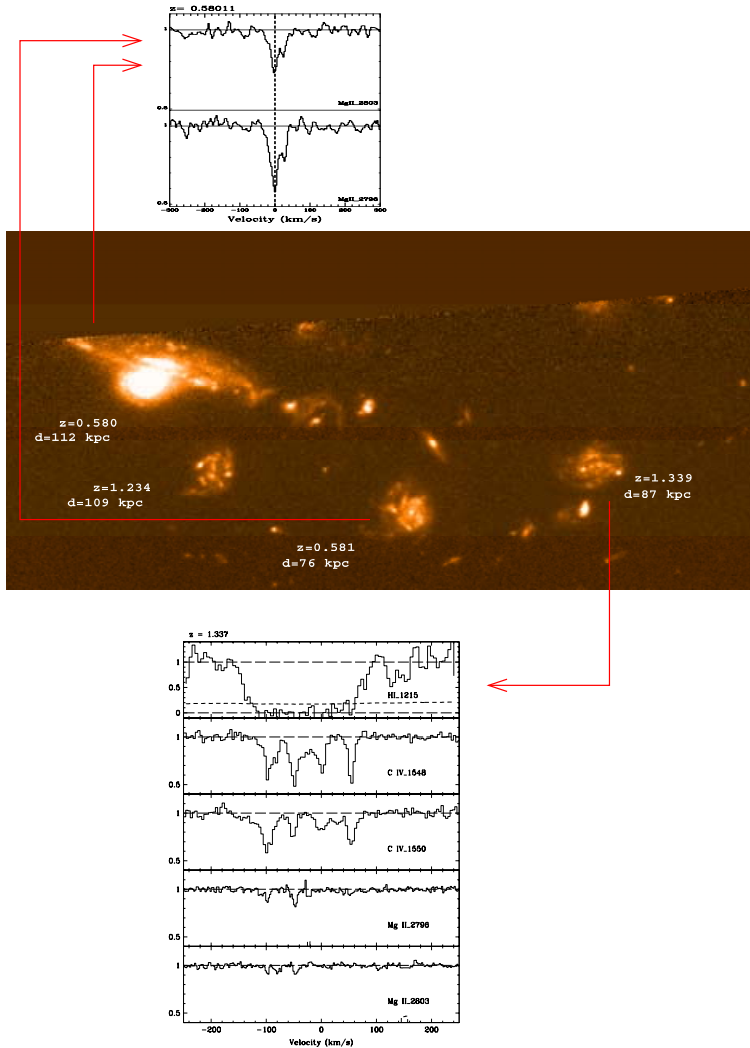 z= 0.58011
1
MgII_2803
0.5
1
MgII_2796
0.5
-300 -200 -100 0 100 200 300
Velocity (km/s)
z=0.580
d=112 kpc
z=1.234
d=109 kpc
z=1.339
d=87 kpc
z=0.581
d=76 kpc
z = 1.337
1
0.5
HI_1215
0
1
C IV_1548
0.5
1
C IV_1550
0.5
1
Mg II_2796
0.5
1
Mg II_2803
0.5
-200 -100 0 100 200
Velocity (km/s)